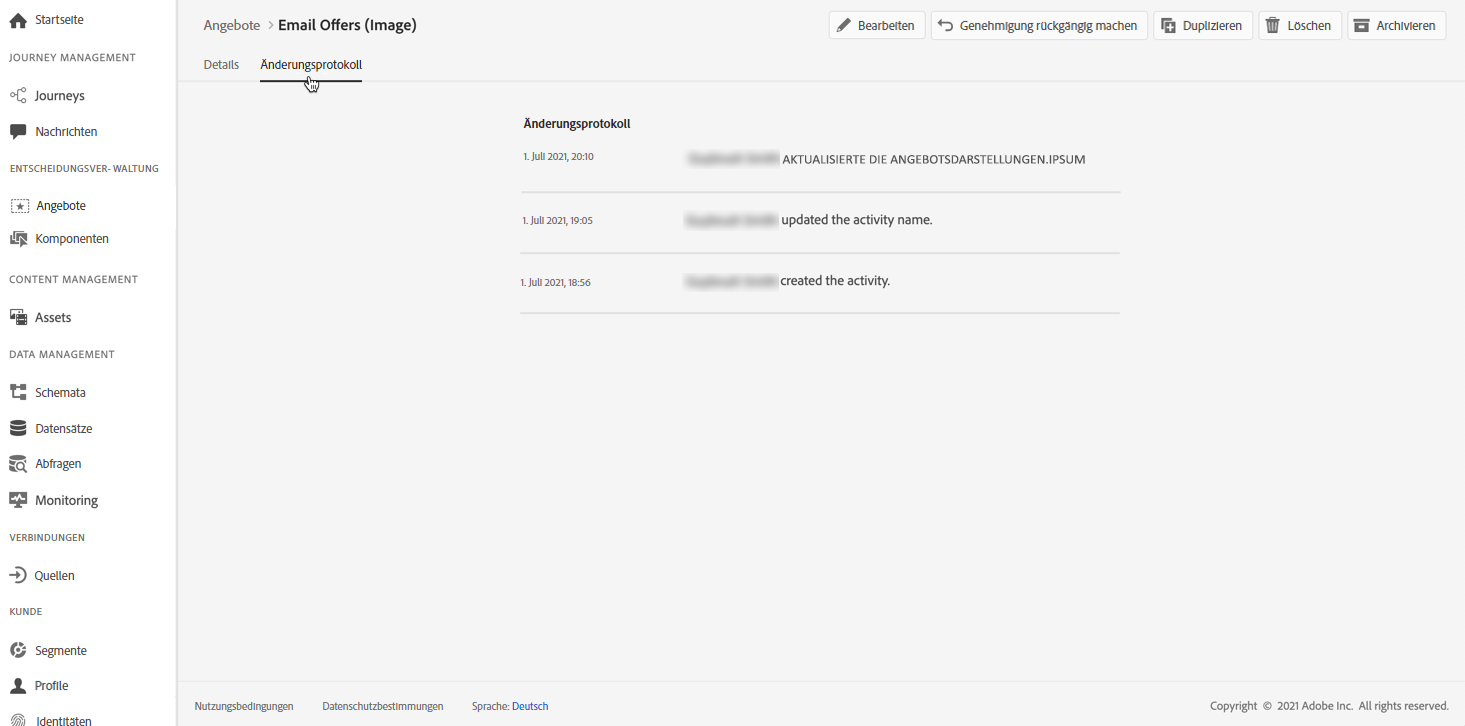 Startseite
JOURNEY MANAGEMENT
Journeys
Nachrichten
ENTSCHEIDUNGSVER- WALTUNG
Angebote
Komponenten
CONTENT MANAGEMENT
Assets
DATA MANAGEMENT
Schemata
Datensätze
Abfragen
Monitoring
VERBINDUNGEN
Quellen
KUNDE
Segmente
Profile
Identitäten
Angebote > Email Offers (Image)
Bearbeiten
Genehmigung rückgängig machen
Duplizieren
Löschen
Archivieren
Details
Änderungsprotokoll
Änderungsprotokoll
1. Juli 2021, 20:10 AKTUALISIERTE DIE ANGEBOTSDARSTELLUNGEN.IPSUM
1. Juli 2021, 19:05 updated the activity name.
1. Juli 2021, 18:56 created the activity.
Nutzungsbedingungen
Datenschutzbestimmungen
Sprache: Deutsch
Copyright © 2021 Adobe Inc. All rights reserved.